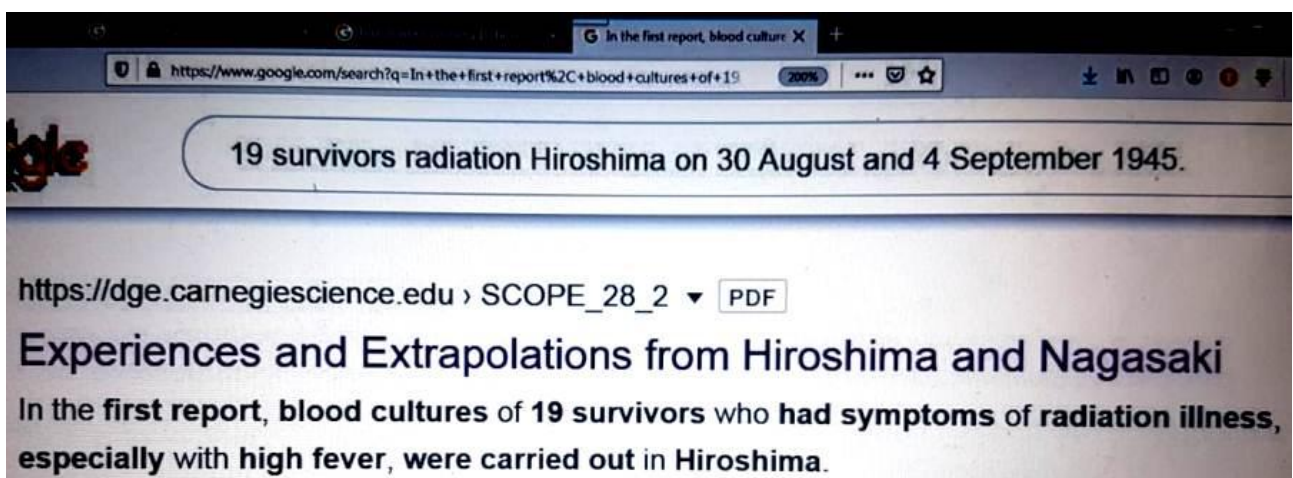 In the first report, blood culture
https://www.google.com/search?q=In+the+first+report%2C+blood+cultures+of+19
200%
gle
19 survivors radiation Hiroshima on 30 August and 4 September 1945.
https://dge.carnegiescience.edu › SCOPE_28_2 ▾ PDF
Experiences and Extrapolations from Hiroshima and Nagasaki
In the first report, blood cultures of 19 survivors who had symptoms of radiation illness,
especially with high fever, were carried out in Hiroshima.